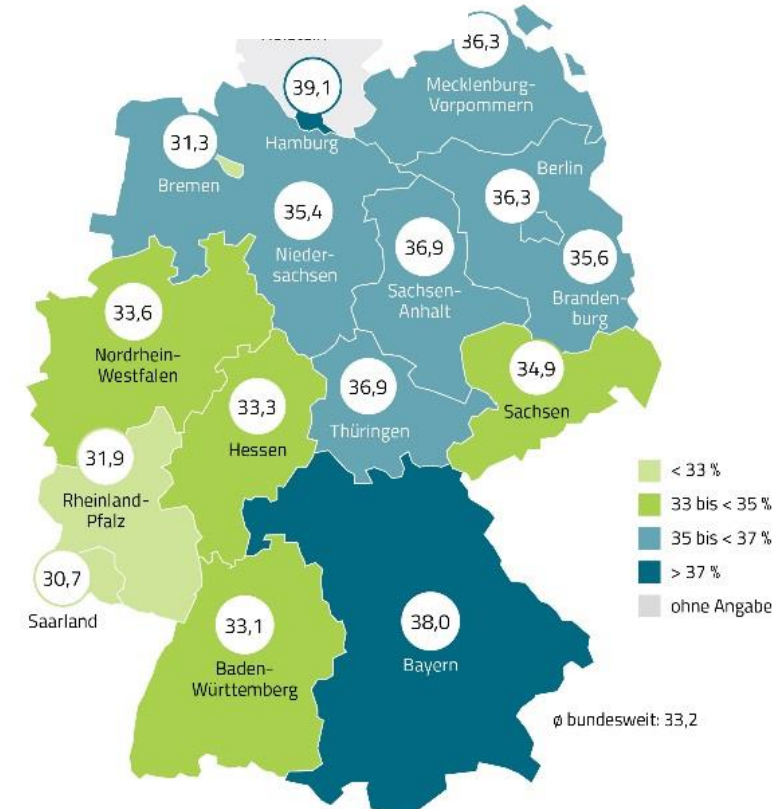 36,3
Mecklenburg-
Vorpommern
39,1
Hamburg
31,3
Bremen
Berlin
36,3
35,4
Nieder-
sachsen
36,9
Sachsen-
Anhalt
35,6
Branden-
burg
33,6
Nordrhein-
Westfalen
34,9
Sachsen
36,9
Thüringen
33,3
Hessen
31,9
Rheinland-
Pfalz
30,7
Saarland
33,1
Baden-
Württemberg
38,0
Bayern
< 33 %
33 bis < 35 %
35 bis < 37 %
> 37 %
ohne Angabe
ø bundesweit: 33,2